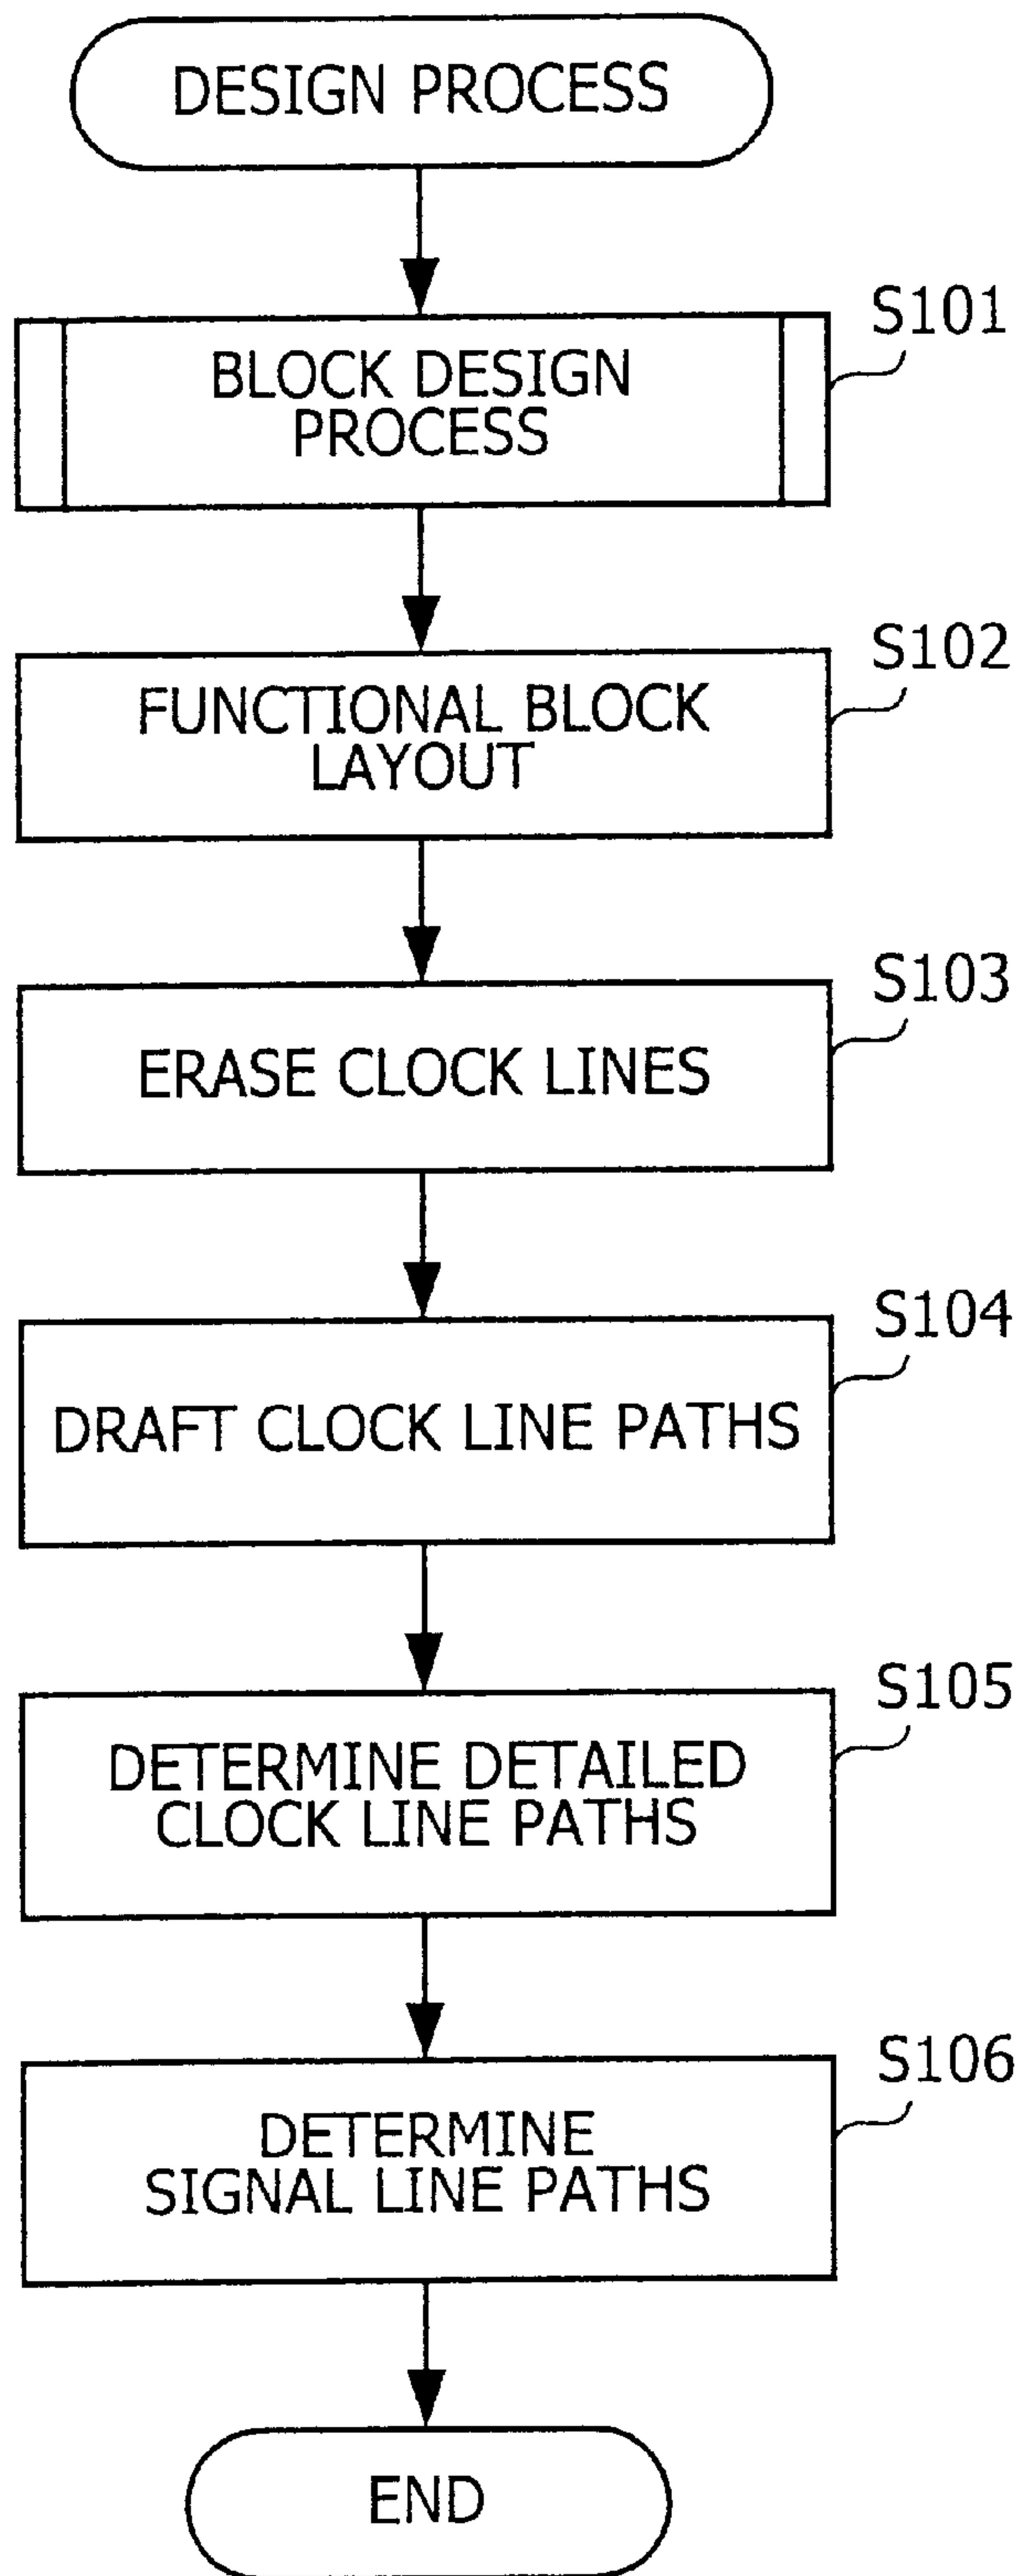 DESIGN PROCESS
S101
BLOCK DESIGN
PROCESS
S102
FUNCTIONAL BLOCK
LAYOUT
S103
ERASE CLOCK LINES
S104
DRAFT CLOCK LINE PATHS
S105
DETERMINE DETAILED
CLOCK LINE PATHS
S106
DETERMINE
SIGNAL LINE PATHS
END